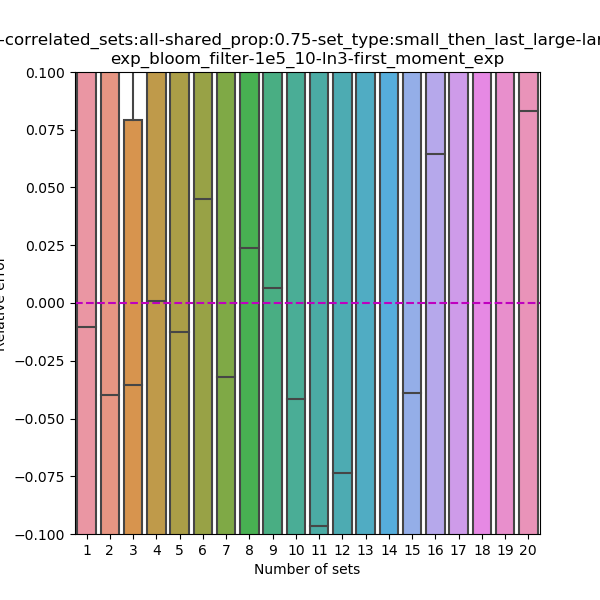 -correlated_sets:all-shared_prop:0.75-set_type:small_then_last_large-
exp_bloom_filter-1e5_10-ln3-first_moment_exp
0.100
0.075
0.050
0.025
0.000
−0.025
−0.050
−0.075
−0.100
Relative error
1 2 3 4 5 6 7 8 9 10 11 12 13 14 15 16 17 18 19 20
Number of sets